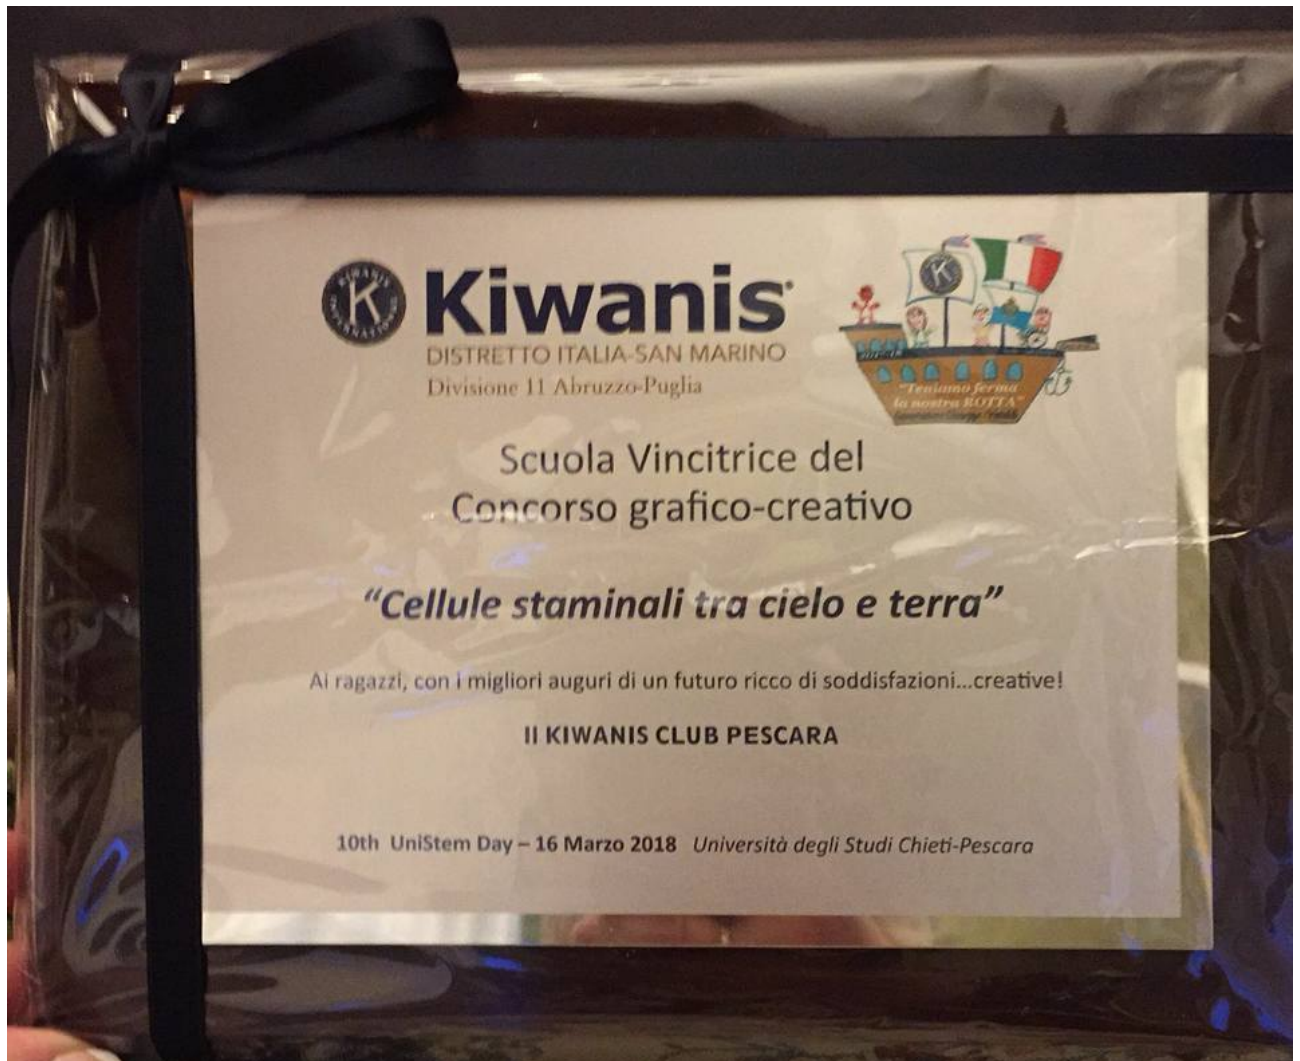 Kiwanis
DISTRETTO ITALIA-SAN MARINO
Divisione 11 Abruzzo-Puglia
K
KIWANIS INTERNATIONAL
K
"Teniamo ferma
la nostra ROTTA"
Scuola Vincitrice del
Concorso grafico-creativo
“Cellule staminali tra cielo e terra”
Ai ragazzi, con i migliori auguri di un futuro ricco di soddisfazioni...creative!
Il KIWANIS CLUB PESCARA
10th UniStem Day – 16 Marzo 2018 Università degli Studi Chieti-Pescara